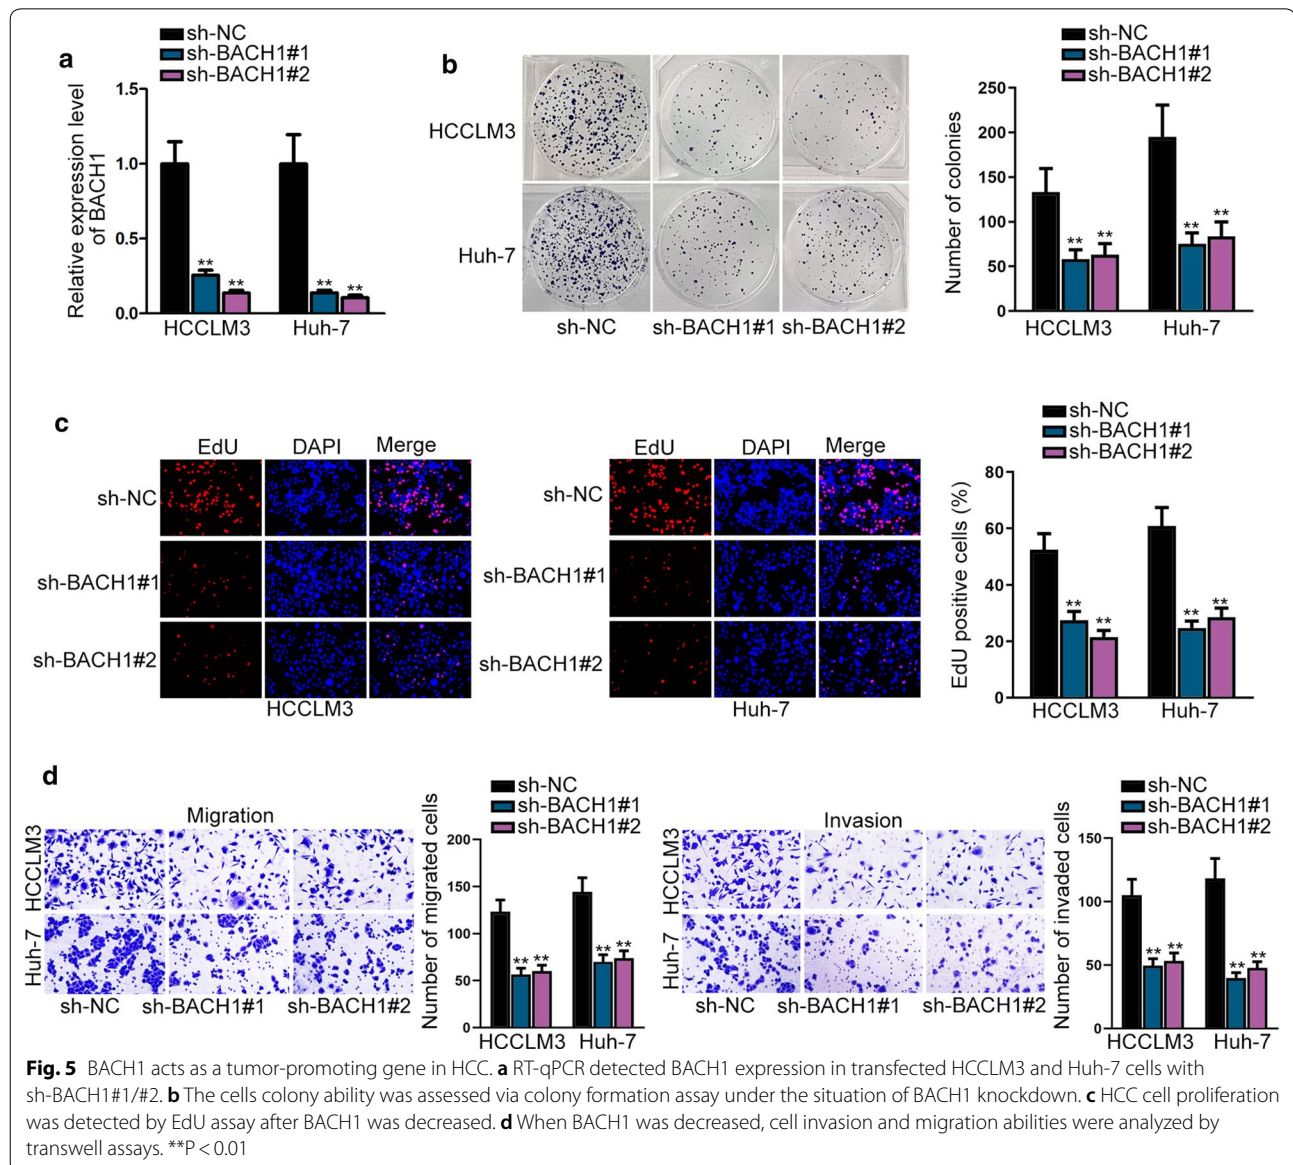 a
sh-NC
sh-BACH1#1
sh-BACH1#2
Relative expression level
of BACH1
1.5
1.0
0.5
0.0
**
**
**
**
HCCLM3
Huh-7
b
HCCLM3
Huh-7
sh-NC
sh-BACH1#1
sh-BACH1#2
sh-NC
sh-BACH1#1
sh-BACH1#2
Number of colonies
250
200
150
100
50
0
**
**
**
**
HCCLM3
Huh-7
c
EdU
DAPI
Merge
sh-NC
sh-BACH1#1
sh-BACH1#2
HCCLM3
EdU
DAPI
Merge
sh-NC
sh-BACH1#1
sh-BACH1#2
Huh-7
sh-NC
sh-BACH1#1
sh-BACH1#2
EdU positive cells (%)
80
60
40
20
0
**
**
**
**
HCCLM3
Huh-7
d
Migration
HCCLM3
Huh-7
sh-NC
sh-BACH1#1
sh-BACH1#2
sh-NC
sh-BACH1#1
sh-BACH1#2
Number of migrated cells
200
150
100
50
0
**
**
**
**
HCCLM3
Huh-7
Invasion
HCCLM3
Huh-7
sh-NC
sh-BACH1#1
sh-BACH1#2
sh-NC
sh-BACH1#1
sh-BACH1#2
Number of invaded cells
150
100
50
0
**
**
**
**
HCCLM3
Huh-7
Fig. 5 BACH1 acts as a tumor-promoting gene in HCC. a RT-qPCR detected BACH1 expression in transfected HCCLM3 and Huh-7 cells with
sh-BACH1#1/#2. b The cells colony ability was assessed via colony formation assay under the situation of BACH1 knockdown. c HCC cell proliferation
was detected by EdU assay after BACH1 was decreased. d When BACH1 was decreased, cell invasion and migration abilities were analyzed by
transwell assays. **P < 0.01